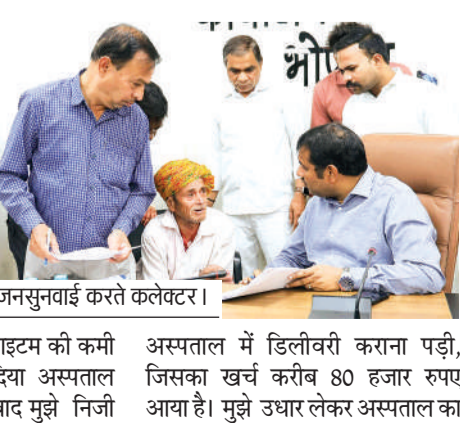 भोपाल
जनसुनवाई करते कलेक्टर।
इटम की कमी
दिया अस्पताल
बाद मुझे निजी
अस्पताल में डिलीवरी कराना पड़ी,
जिसका खर्च करीब 80 हजार रुपए
आया है। मुझे उधार लेकर अस्पताल का